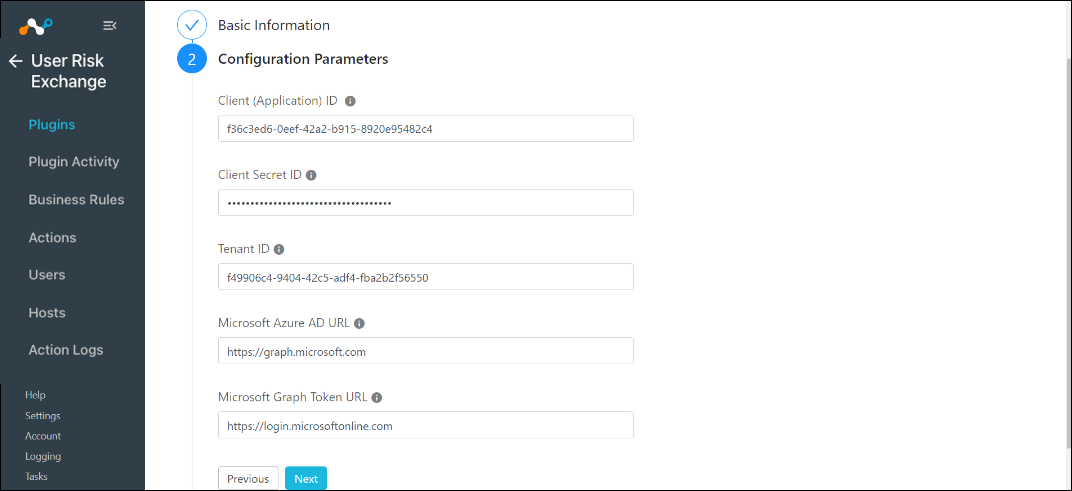 User Risk
Exchange
Plugins
Plugin Activity
Business Rules
Actions
Users
Hosts
Action Logs
Help
Settings
Account
Logging
Tasks
Basic Information
2
Configuration Parameters
Client (Application) ID
f36c3ed6-0eef-42a2-b915-8920e95482c4
Client Secret ID
••••••••••••••••••••••••••••••••••••
Tenant ID
f49906c4-9404-42c5-adf4-fba2b2f56550
Microsoft Azure AD URL
https://graph.microsoft.com
Microsoft Graph Token URL
https://login.microsoftonline.com
Previous
Next